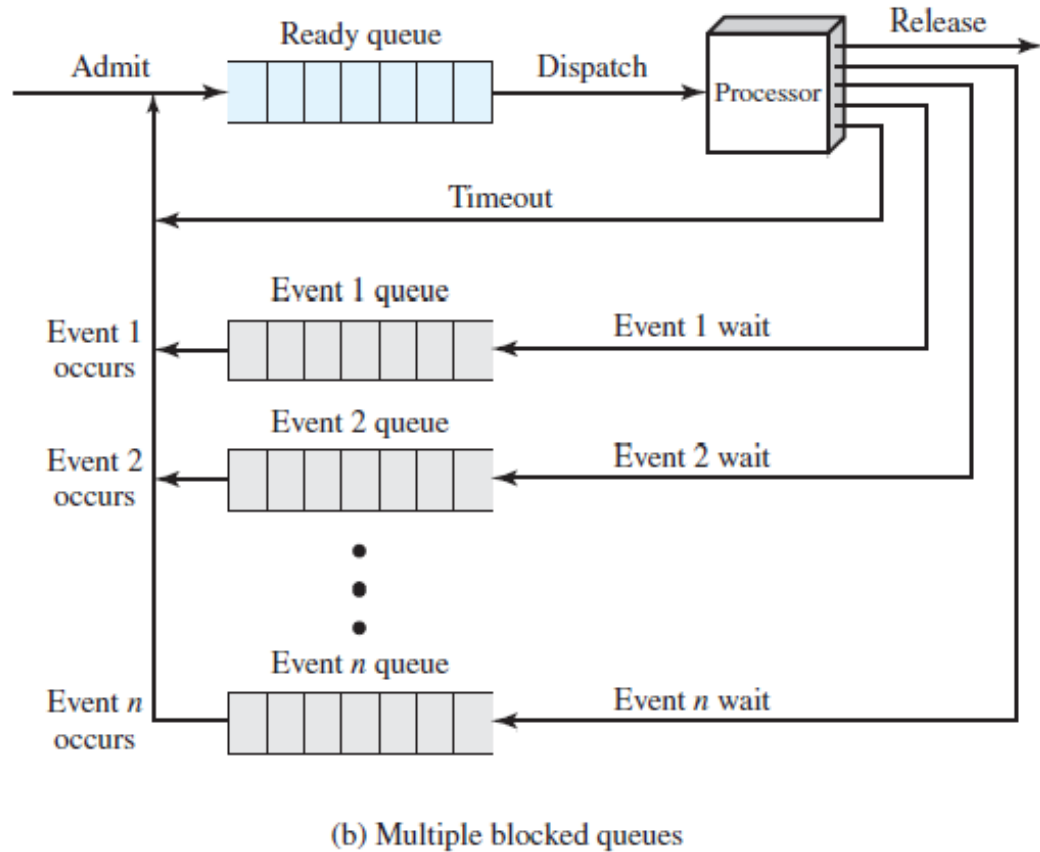 Release
Ready queue
Admit
Dispatch
Processor
Timeout
Event 1 queue
Event 1
occurs
Event 1 wait
Event 2 queue
Event 2
occurs
Event 2 wait
Event n queue
Event n
occurs
Event n wait
(b) Multiple blocked queues